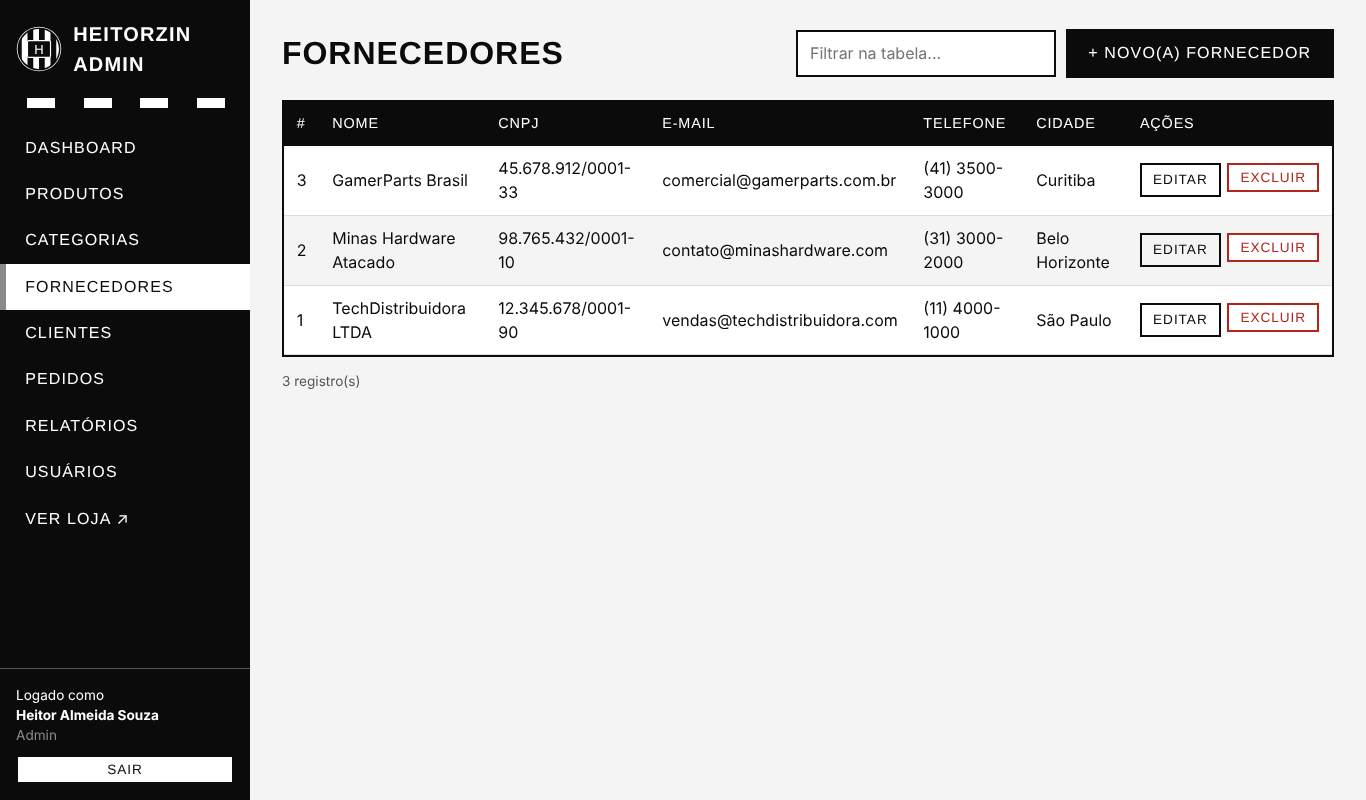 H
HEITORZIN
ADMIN
DASHBOARD
PRODUTOS
CATEGORIAS
FORNECEDORES
CLIENTES
PEDIDOS
RELATÓRIOS
USUÁRIOS
VER LOJA ↗
Logado como
Heitor Almeida Souza
Admin
SAIR
FORNECEDORES
Filtrar na tabela...
+ NOVO(A) FORNECEDOR
# NOME CNPJ E-MAIL TELEFONE CIDADE AÇÕES
3 GamerParts Brasil 45.678.912/0001- comercial@gamerparts.com.br (41) 3500- Curitiba EDITAR EXCLUIR
33 3000
2 Minas Hardware 98.765.432/0001- contato@minashardware.com (31) 3000- Belo EDITAR EXCLUIR
Atacado 10 2000 Horizonte
1 TechDistribuidora 12.345.678/0001- vendas@techdistribuidora.com (11) 4000- São Paulo EDITAR EXCLUIR
LTDA 90 1000
3 registro(s)